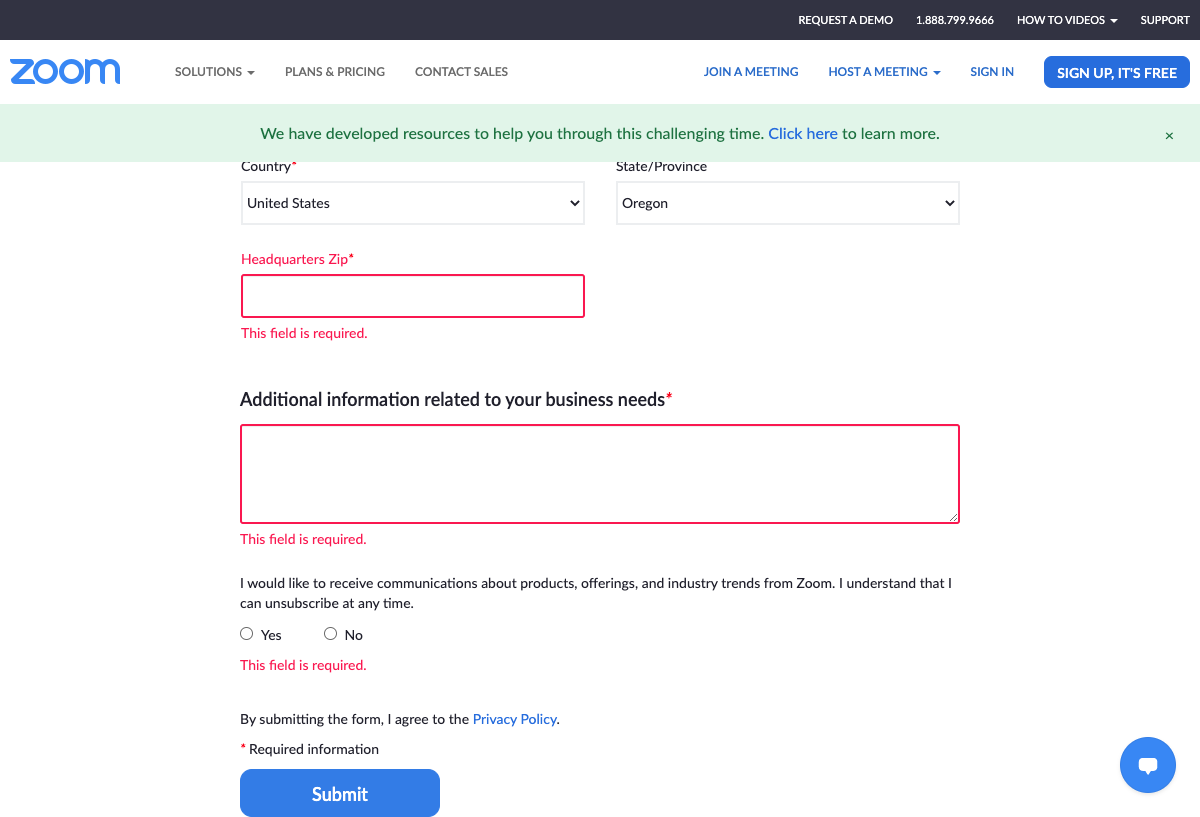 REQUEST A DEMO 1.888.799.9666 HOW TO VIDEOS SUPPORT
zoom SOLUTIONS PLANS & PRICING CONTACT SALES JOIN A MEETING HOST A MEETING SIGN IN SIGN UP, IT'S FREE
We have developed resources to help you through this challenging time. Click here to learn more. ×
Country* State/Province
United States Oregon
Headquarters Zip*
This field is required.
Additional information related to your business needs*
This field is required.
I would like to receive communications about products, offerings, and industry trends from Zoom. I understand that I
can unsubscribe at any time.
Yes No
This field is required.
By submitting the form, I agree to the Privacy Policy.
* Required information
Submit